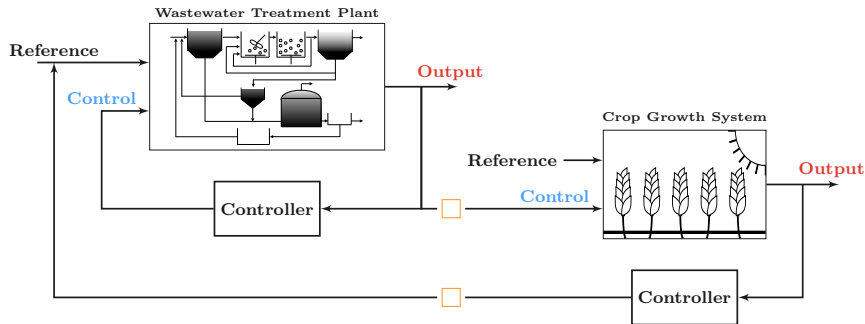 Wastewater Treatment Plant
Reference
Output
Control
Crop Growth System
Reference
Output
Control
Controller
Controller